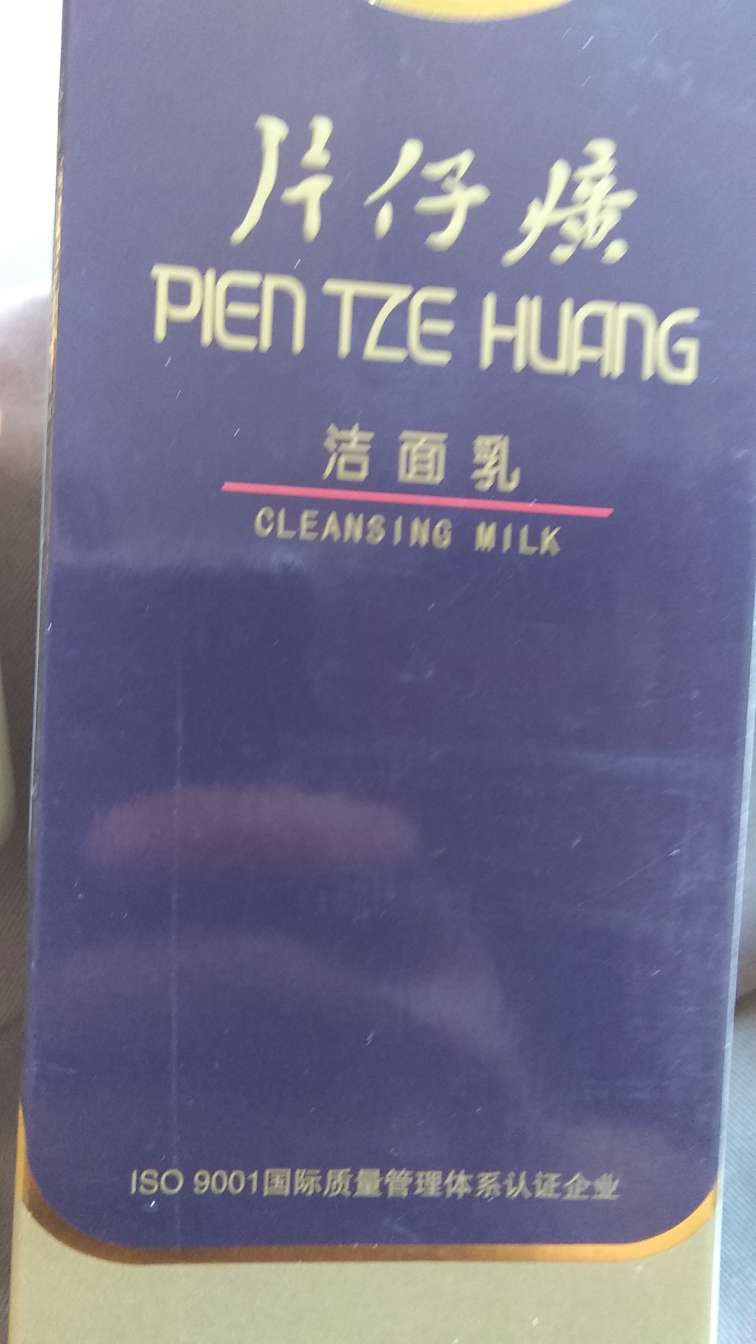 片仔癀
PIEN TZE HUANG
洁面乳
CLEANSING MILK
ISO 9001国际质量管理体系认证企业